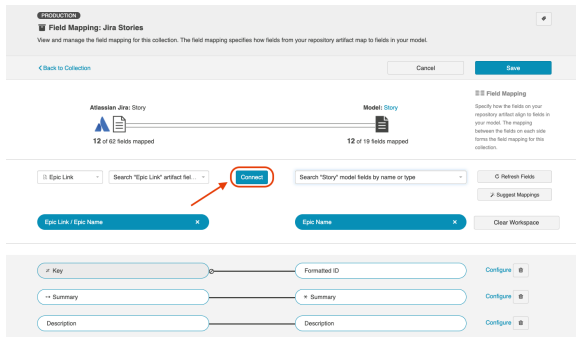 PRODUCTION
Field Mapping: Jira Stories
View and manage the field mapping for this collection. The field mapping specifies how fields from your repository artifact map to fields in your model.
Back to Collection
Cancel
Save
Field Mapping
Specify how the fields on your
repository artifact align to fields in
your model. The mapping
between the fields on each side
forms the field mapping for this
collection.
Atlassian Jira: Story
Model: Story
12 of 62 fields mapped
12 of 19 fields mapped
Epic Link
Search "Epic Link" artifact fiel...
Connect
Search "Story" model fields by name or type
Refresh Fields
Suggest Mappings
Epic Link / Epic Name ×
Epic Name ×
Clear Workspace
Key
Formatted ID
Configure
Summary
Summary
Configure
Description
Description
Configure